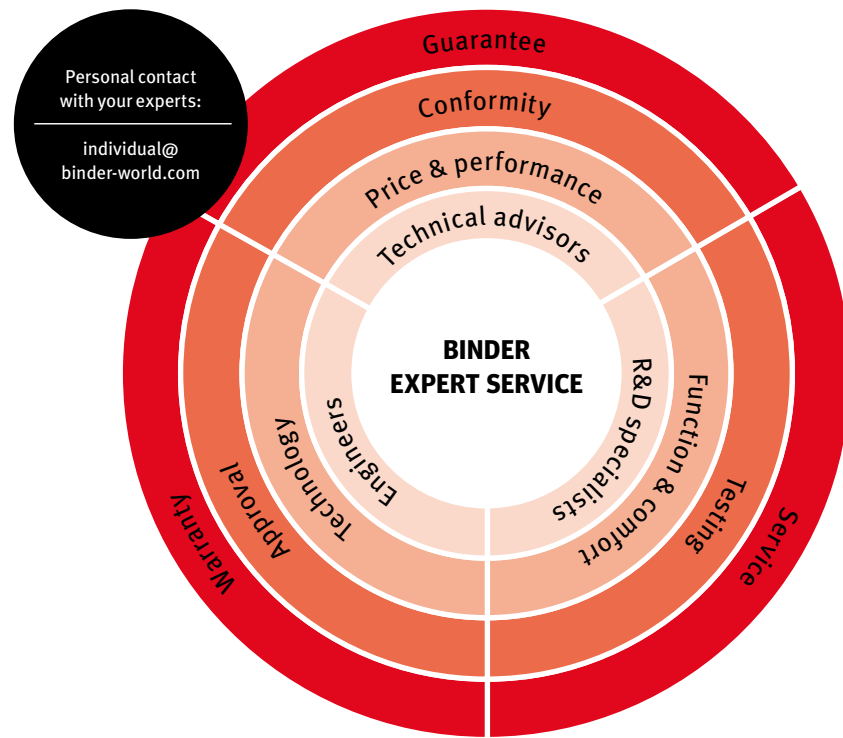 Personal contact
with your experts:
individual@
binder-world.com
Guarantee
Conformity
Price & performance
Technical advisors
BINDER
EXPERT SERVICE
Engineers
Technology
Approval
Warranty
R&D specialists
Function & comfort
Testing
Service